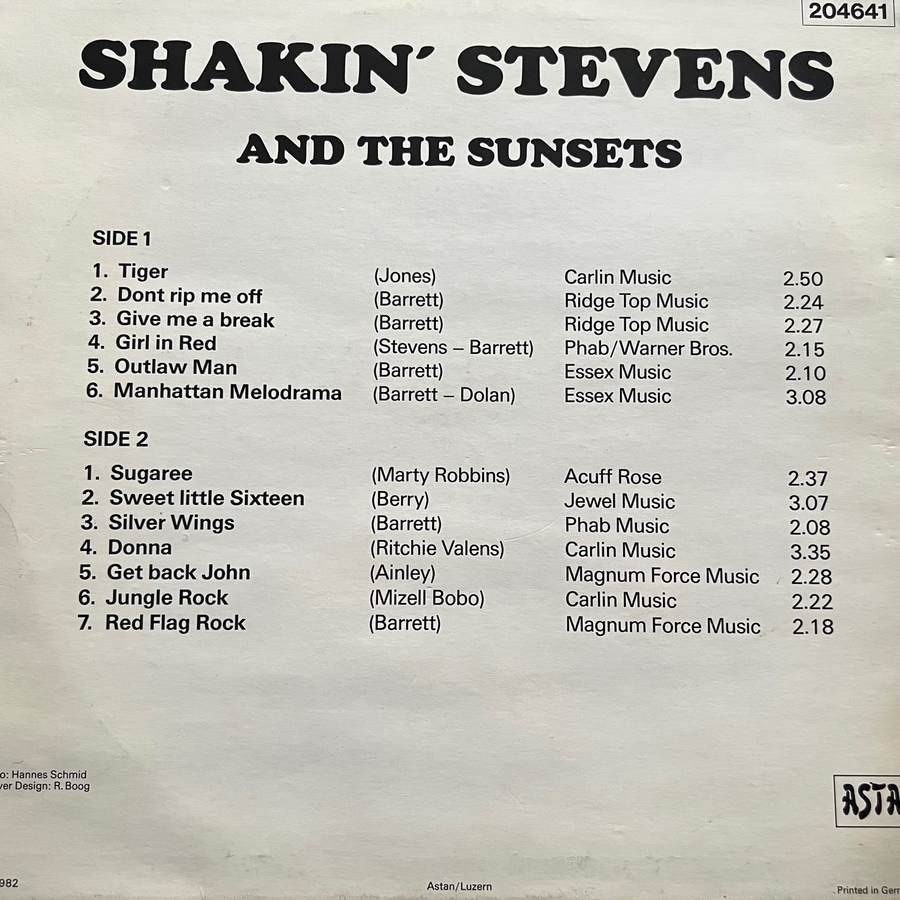 204641
SHAKIN´ STEVENS
AND THE SUNSETS
SIDE 1
1. Tiger (Jones) Carlin Music 2.50
2. Dont rip me off (Barrett) Ridge Top Music 2.24
3. Give me a break (Barrett) Ridge Top Music 2.27
4. Girl in Red (Stevens – Barrett) Phab/Warner Bros. 2.15
5. Outlaw Man (Barrett) Essex Music 2.10
6. Manhattan Melodrama (Barrett – Dolan) Essex Music 3.08
SIDE 2
1. Sugaree (Marty Robbins) Acuff Rose 2.37
2. Sweet little Sixteen (Berry) Jewel Music 3.07
3. Silver Wings (Barrett) Phab Music 2.08
4. Donna (Ritchie Valens) Carlin Music 3.35
5. Get back John (Ainley) Magnum Force Music 2.28
6. Jungle Rock (Mizell Bobo) Carlin Music 2.22
7. Red Flag Rock (Barrett) Magnum Force Music 2.18
o: Hannes Schmid
ver Design: R. Boog
ASTA
982
Astan/Luzern
Printed in Ger